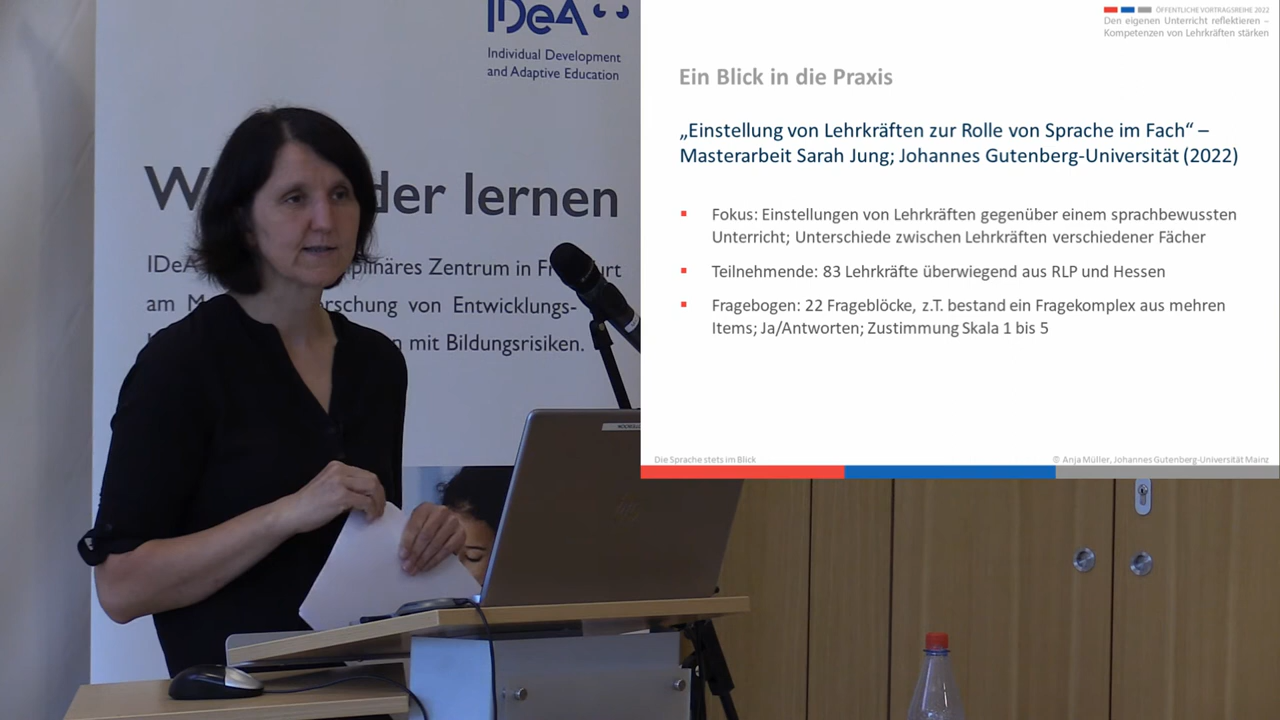 IDeA
Individual Development
and Adaptive Education
der lernen
plinäres Zentrum in
am
orschung von Entwicklungs-
n mit Bildungsrisiken.
ÖFFENTLICHE VORTRAGSREIHE 2022
Den eigenen Unterricht reflektieren –
Kompetenzen von Lehrkräften stärken
Ein Blick in die Praxis
„Einstellung von Lehrkräften zur Rolle von Sprache im Fach“ –
Masterarbeit Sarah Jung; Johannes Gutenberg-Universität (2022)
▪ Fokus: Einstellungen von Lehrkräften gegenüber einem sprachbewussten
Unterricht; Unterschiede zwischen Lehrkräften verschiedener Fächer
▪ Teilnehmende: 83 Lehrkräfte überwiegend aus RLP und Hessen
▪ Fragebogen: 22 Frageblöcke, z.T. bestand ein Fragekomplex aus mehren
Items; Ja/Antworten; Zustimmung Skala 1 bis 5
Die Sprache stets im Blick
© Anja Müller, Johannes Gutenberg-Universität Mainz